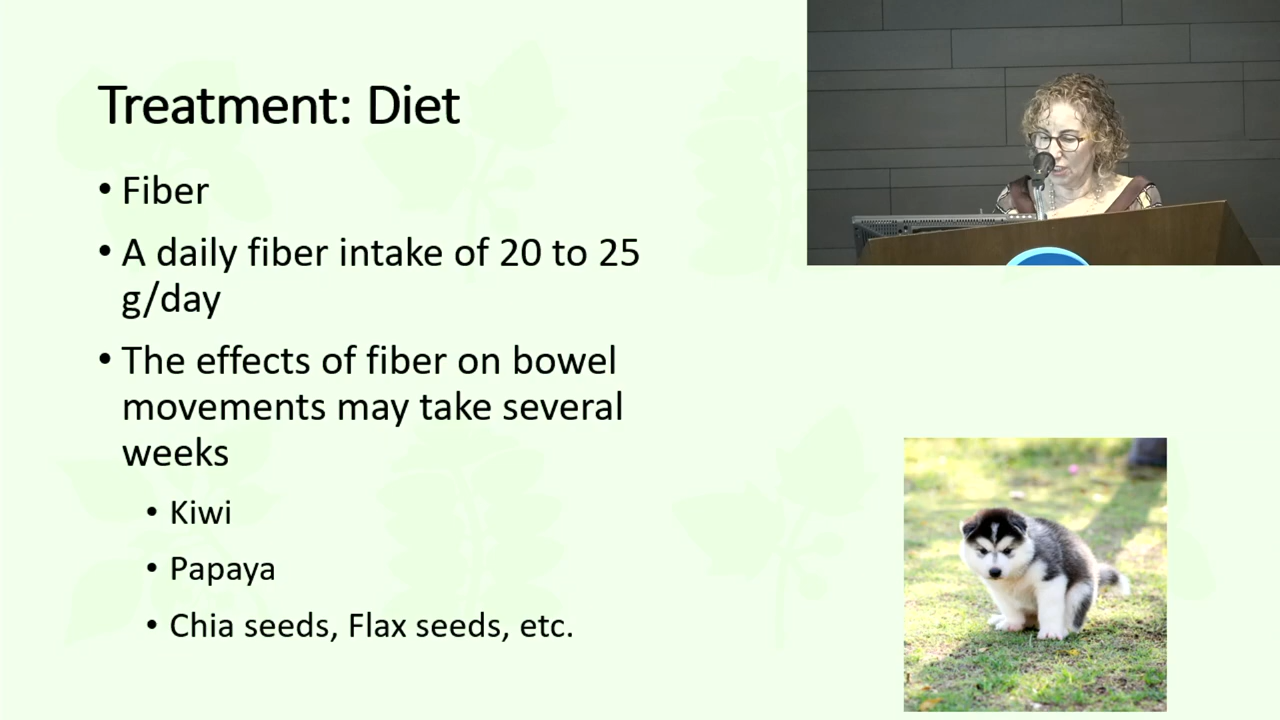 Treatment: Diet
• Fiber
• A daily fiber intake of 20 to 25
g/day
• The effects of fiber on bowel
movements may take several
weeks
• Kiwi
• Papaya
• Chia seeds, Flax seeds, etc.